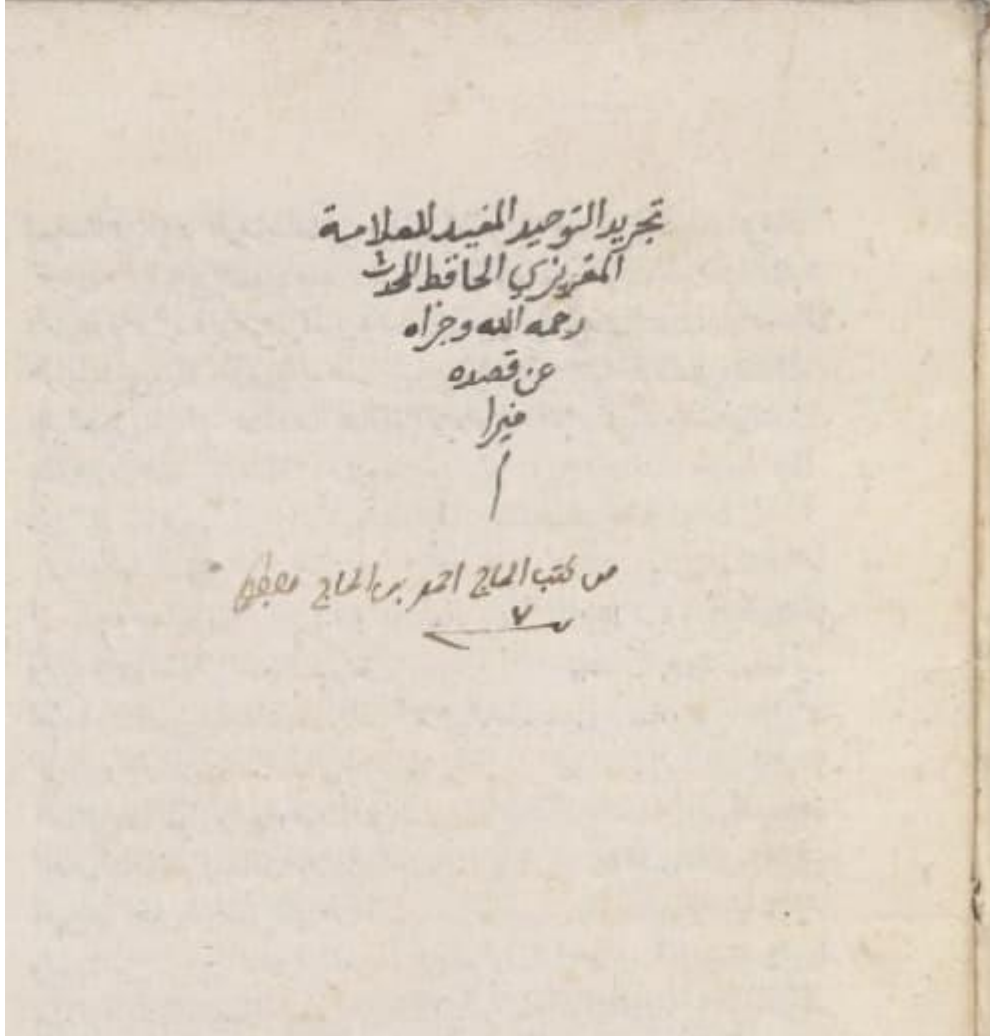 تجريد التوحيد المفيد للعلامة
المقريزي الحافظ المحدث
رحمه الله وجزاه
عن قصده
خيرا
م
من كتب الحاج احمد بن الحاج
٧